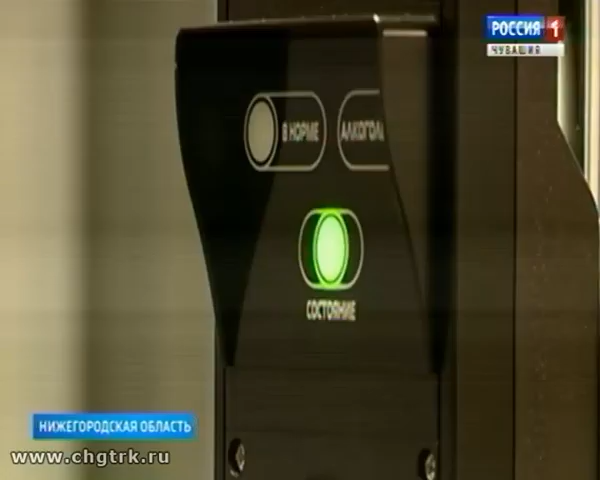 РОССИЯ 1
ЧУВАШИЯ
В НОРМЕ
АЛКОГОЛ
СОСТОЯНИЕ
НИЖЕГОРОДСКАЯ ОБЛАСТЬ
www.chgtrk.ru